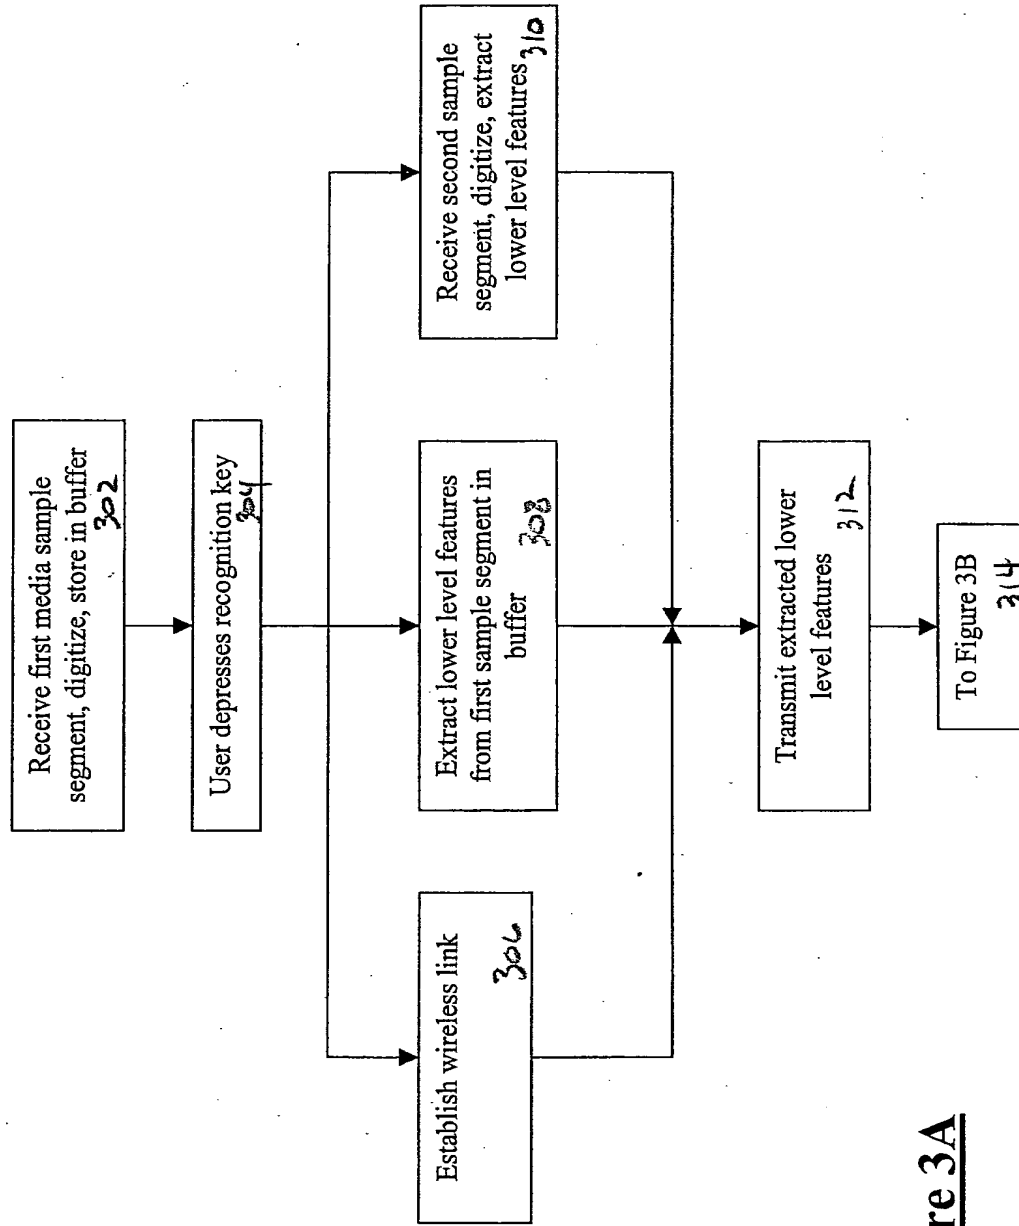 Receive first media sample
segment, digitize, store in buffer
302
User depresses recognition key
304
Establish wireless link
306
Extract lower level features
from first sample segment in
buffer
308
Receive second sample
segment, digitize, extract
lower level features 310
Transmit extracted lower
level features
312
To Figure 3B
314
re 3A